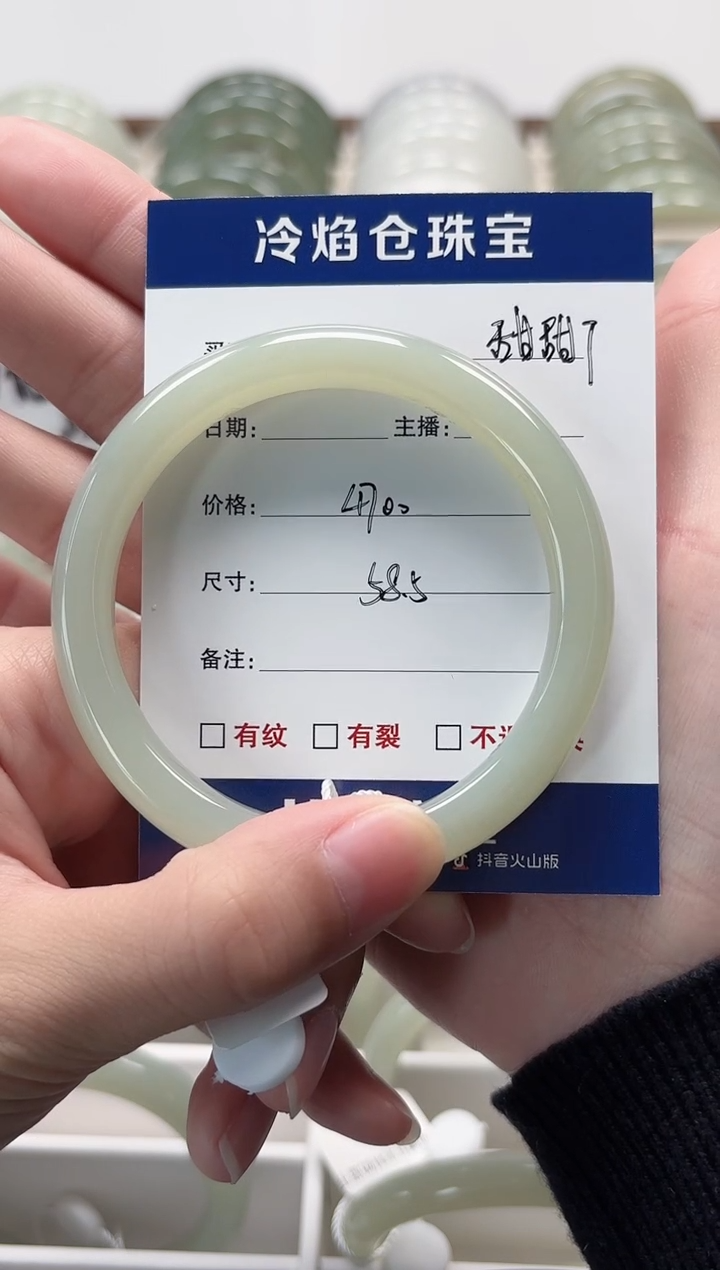 冷焰仓珠宝
甜甜了
日期: 主播:
价格: 4700
尺寸: 58.5
备注:
□有纹 □有裂 □不
抖音火山版